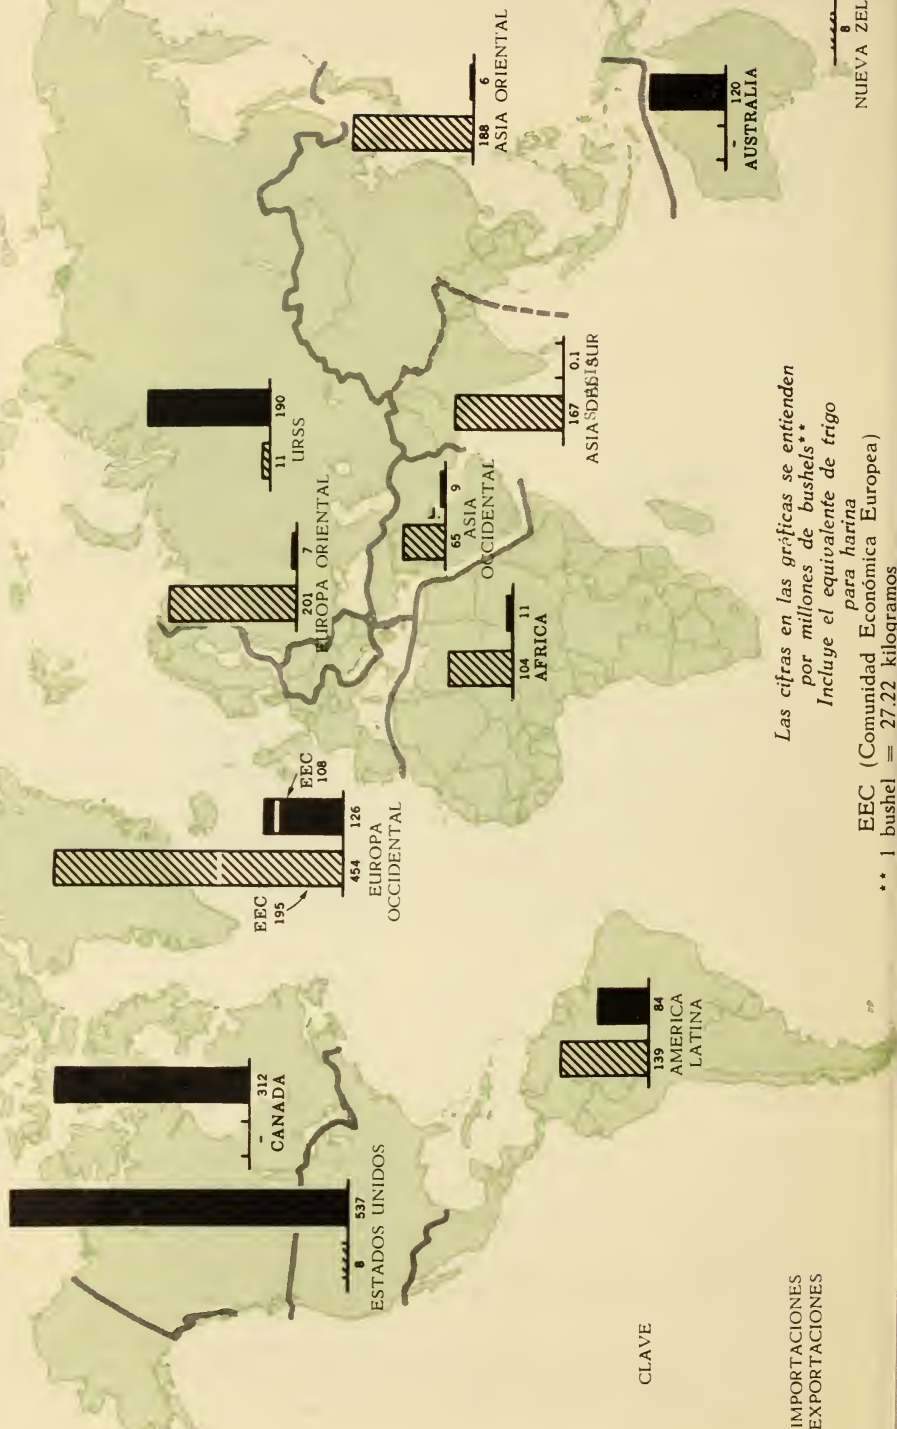 8
537
ESTADOS UNIDOS
-
312
CANADA
EEC
195
EEC
108
454
126
EUROPA
OCCIDENTAL
201
7
EUROPA ORIENTAL
11
190
URSS
188
6
ASIA ORIENTAL
65
9
ASIA
OCCIDENTAL
167
0.1
104
11
AFRICA
-
120
AUSTRALIA
8
NUEVA ZEL
139
84
AMERICA
LATINA
CLAVE
IMPORTACIONES
EXPORTACIONES
Las cifras en las gráficas se entienden
por millones de bushels**
Incluye el equivalente de trigo
para harina
EEC (Comunidad Económica Europea)
** 1 bushel = 27.22 kilogramos